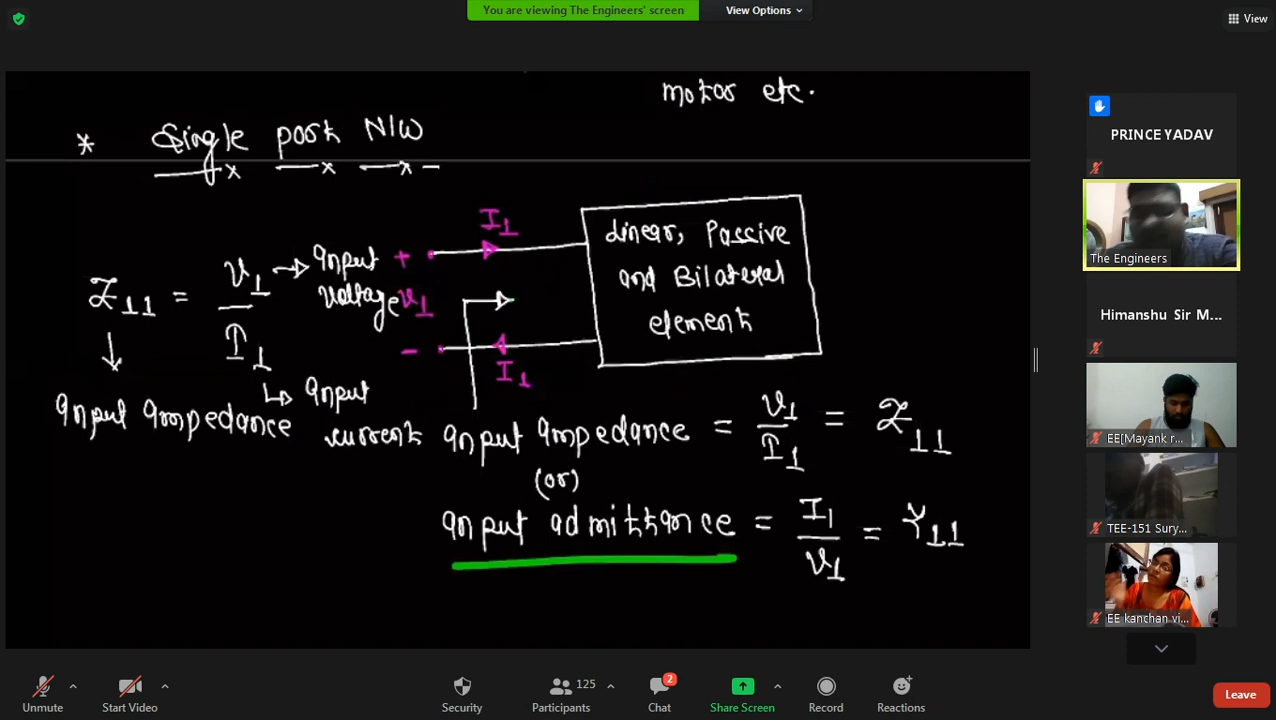 You are viewing The Engineers' screen
View Options
View
motor etc.
* Single port N/W
I1
Linear, Passive
and Bilateral
element
Z11 = V1/I1
Input
voltage
+
V1
-
I1
Input
current
Input Impedance
Input Impedance = V1/I1 = Z11
(or)
Input admittance = I1/V1 = Y11
PRINCE YADAV
The Engineers
Himanshu Sir M...
EE[Mayank r...
TEE-151 Sury...
EE kanchan vi...
Unmute
Start Video
Security
125
Participants
2
Chat
Share Screen
Record
Reactions
Leave